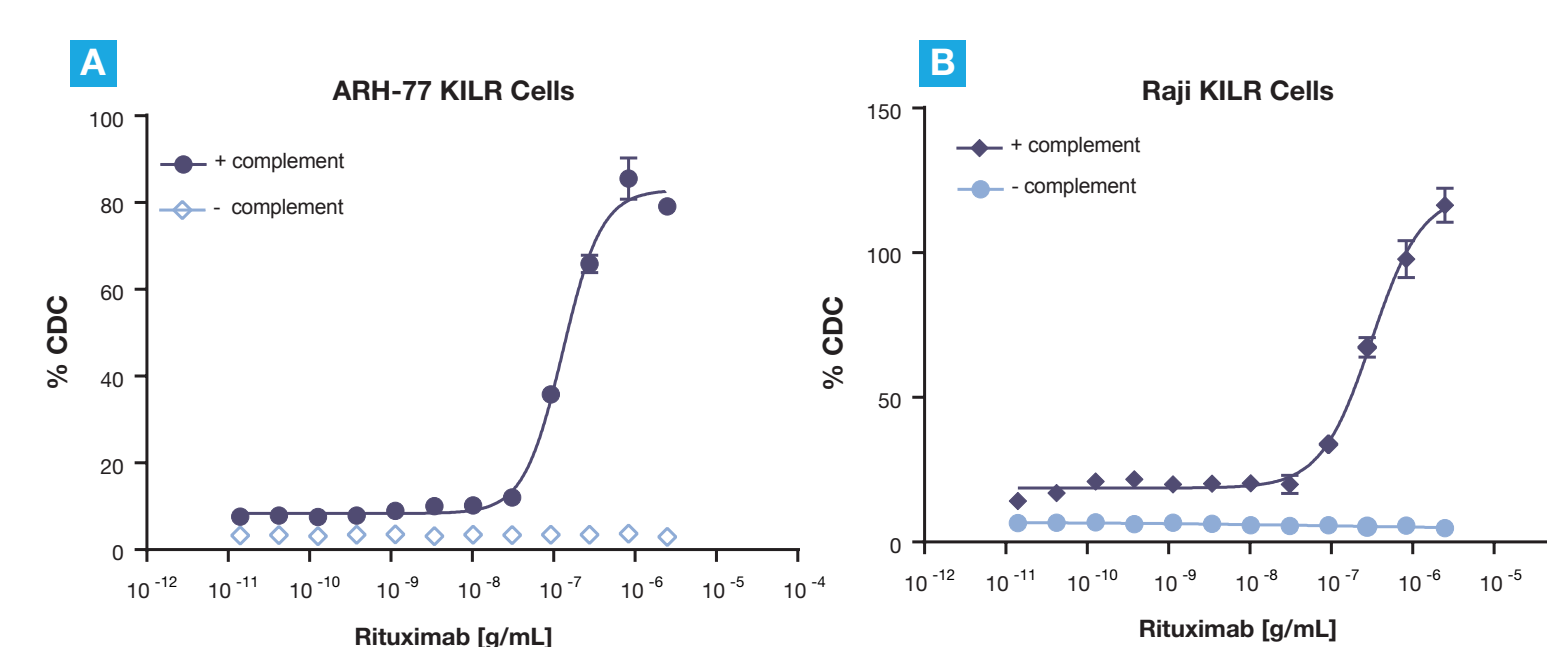 A
ARH-77 KILR Cells
100
80
60
40
20
0
% CDC
+ complement
- complement
10 -12
10 -11
10 -10
10 -9
10 -8
10 -7
10 -6
10 -5
10 -4
Rituximab [g/mL]
B
Raji KILR Cells
150
100
50
0
% CDC
+ complement
- complement
10 -12
10 -11
10 -10
10 -9
10 -8
10 -7
10 -6
10 -5
Rituximab [g/mL]